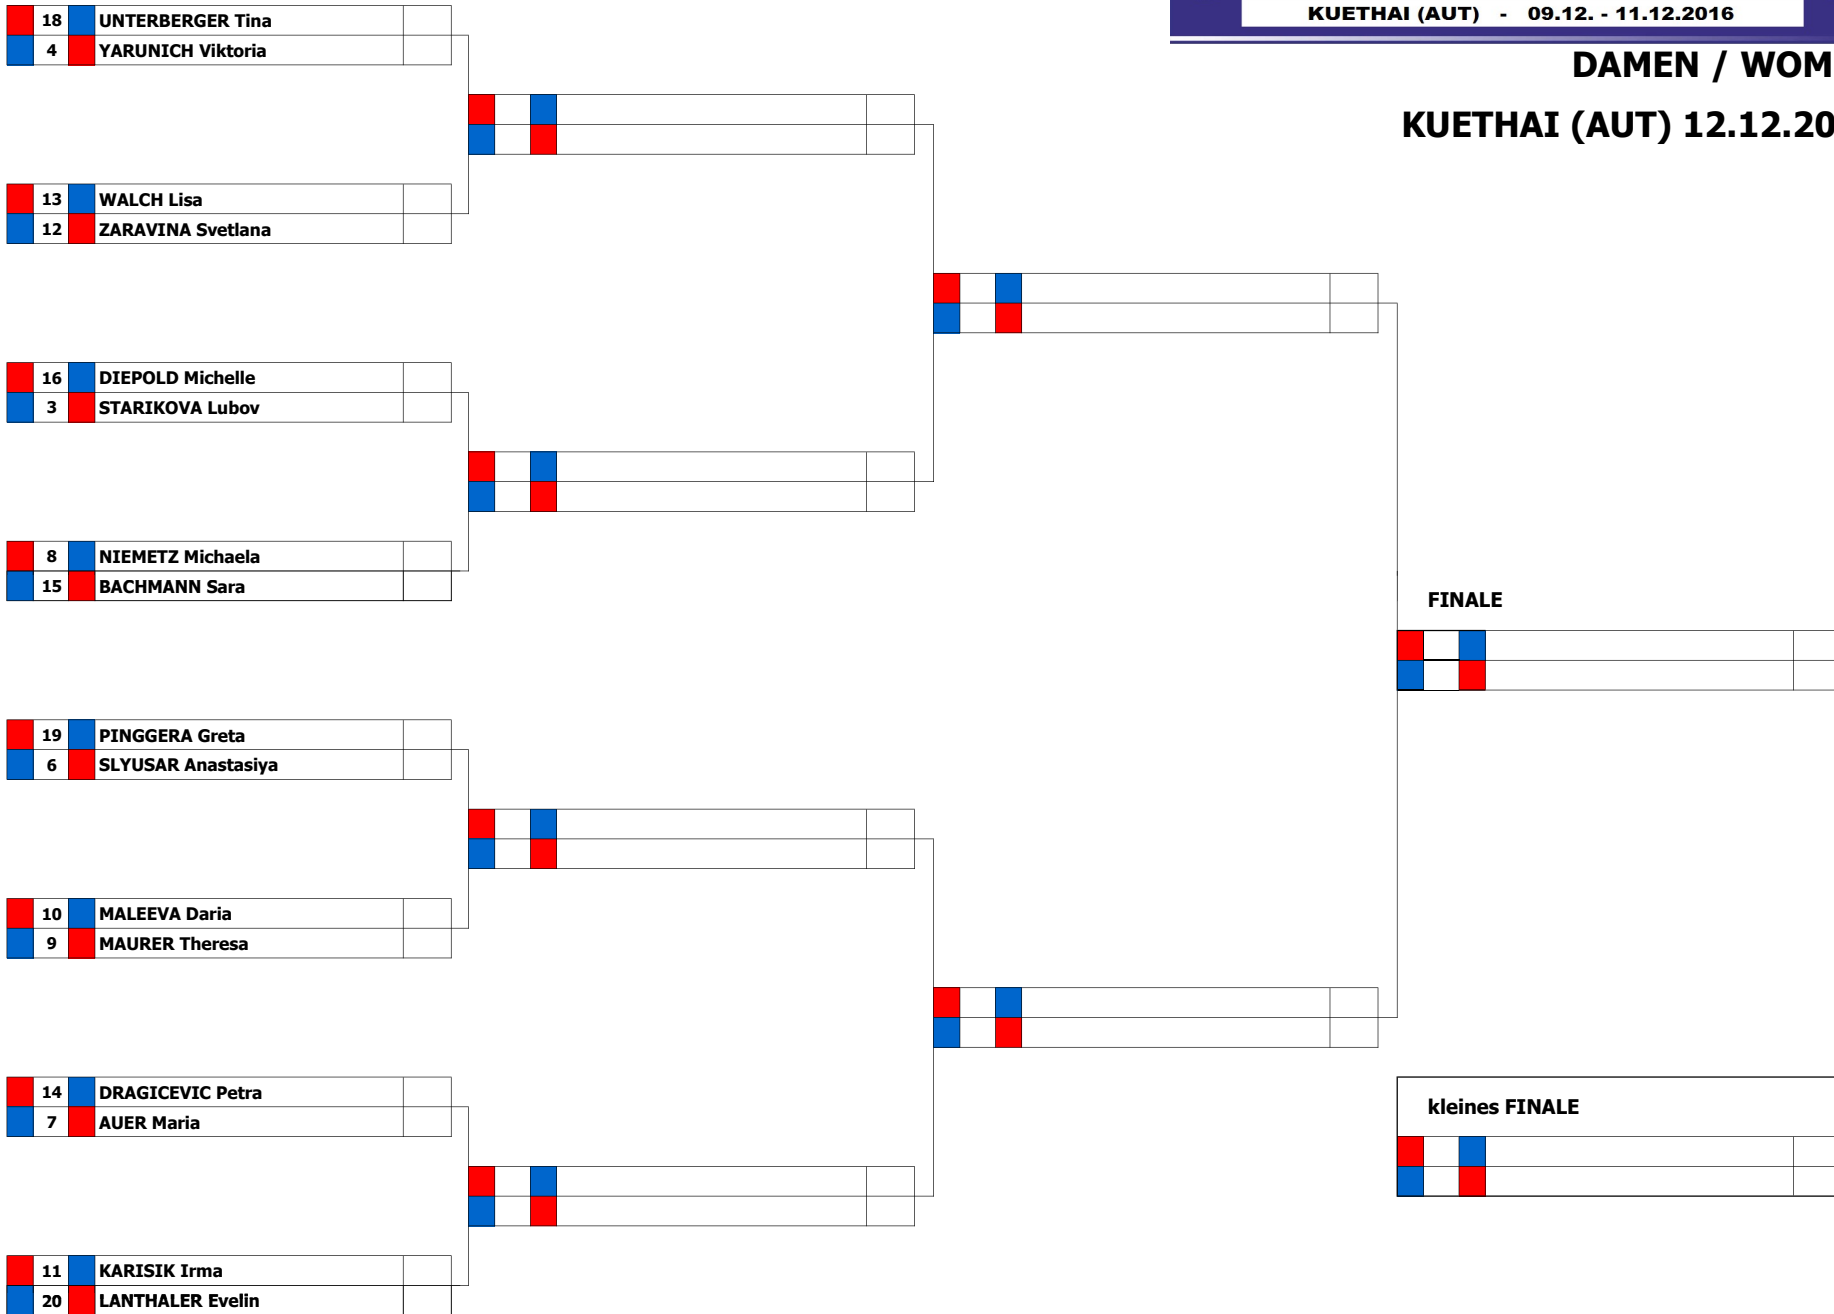 KUETHAI (AUT) - 09.12. - 11.12.2016
DAMEN / WOM
KUETHAI (AUT) 12.12.20
18 UNTERBERGER Tina
4 YARUNICH Viktoria
13 WALCH Lisa
12 ZARAVINA Svetlana
16 DIEPOLD Michelle
3 STARIKOVA Lubov
8 NIEMETZ Michaela
15 BACHMANN Sara
FINALE
19 PINGGERA Greta
6 SLYUSAR Anastasiya
10 MALEEVA Daria
9 MAURER Theresa
14 DRAGICEVIC Petra
7 AUER Maria
kleines FINALE
11 KARISIK Irma
20 LANTHALER Evelin